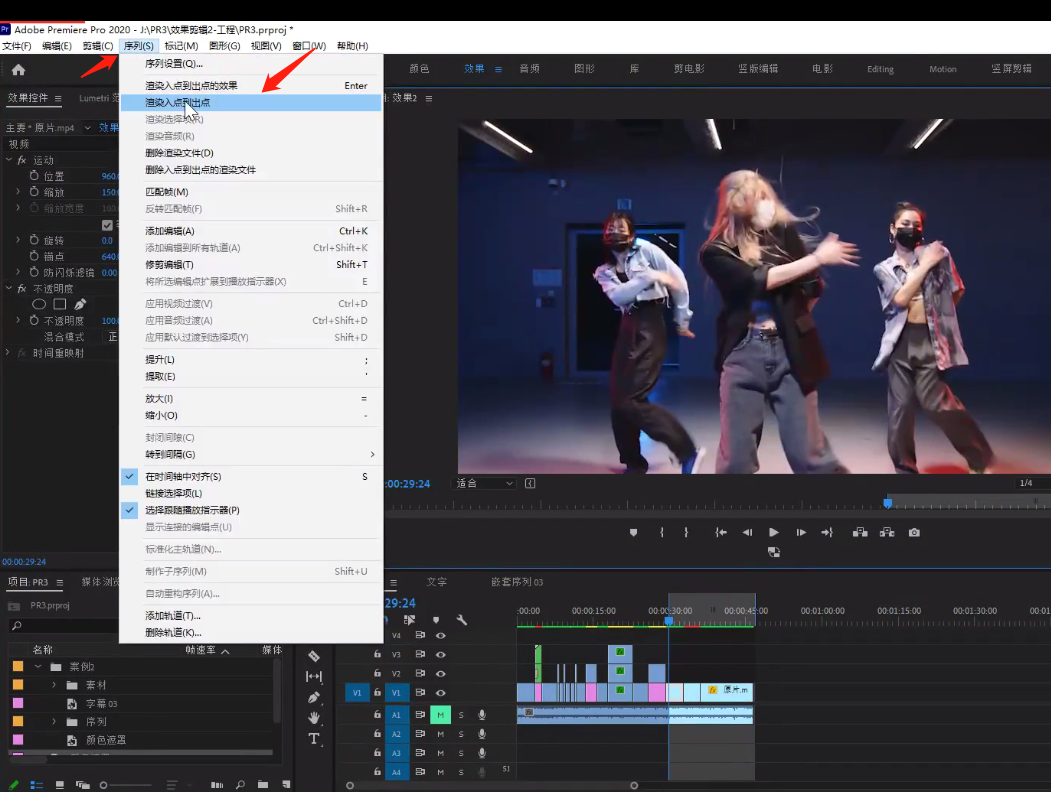 Adobe Premiere Pro 2020 - J:\PR3\效果剪辑2-工程\PR3.prproj *
文件(F) 编辑(E) 剪辑(C) 序列(S) 标记(M) 图形(G) 视图(V) 窗口(W) 帮助(H)
颜色 效果 音频 图形 库 剪电影 竖版编辑 电影 Editing Motion 竖屏剪辑
效果控件 Lumetri 范
效果2
主要 * 原片.mp4 效果
视频
fx 运动
位置 960.
缩放 150.
缩放宽度 100
旋转 0.0
锚点 640.
防闪烁滤镜 0.00
fx 不透明度
不透明度 100.
混合模式 正
fx 时间重映射
00:00:29:24
序列设置(Q)...
渲染入点到出点的效果 Enter
渲染入点到出点
渲染选择项(R)
渲染音频(R)
删除渲染文件(D)
删除入点到出点的渲染文件
匹配帧(M)
反转匹配帧(F) Shift+R
添加编辑(A) Ctrl+K
添加编辑到所有轨道(A) Ctrl+Shift+K
修剪编辑(T) Shift+T
将所选编辑点扩展到播放指示器(X) E
应用视频过渡(V) Ctrl+D
应用音频过渡(A) Ctrl+Shift+D
应用默认过渡到选择项(Y) Shift+D
提升(L) ;
提取(E) '
放大(I) =
缩小(O) -
封闭间隙(C)
转到间隔(G)
在时间轴中对齐(S) S
链接选择项(L)
选择跟随播放指示器(P)
显示连接的编辑点(U)
标准化主轨道(N)...
制作子序列(M) Shift+U
自动重构序列(A)...
添加轨道(T)...
删除轨道(K)...
:00:29:24 适合 1/4
项目: PR3 媒体浏览
PR3.prproj
名称 帧速率 媒体
案例2
素材
字幕 03
序列
颜色遮罩
文字 嵌套序列 03
29:24
:00:00 00:00:15:00 00:00:30:00 00:00:45:00 00:01:00:00 00:01:15:00 00:01:30:00 00:01
V4
V3
V2
V1 V1 fx 原片.m
A1 M S
A2 M S
A3 M S
A4 M S S1